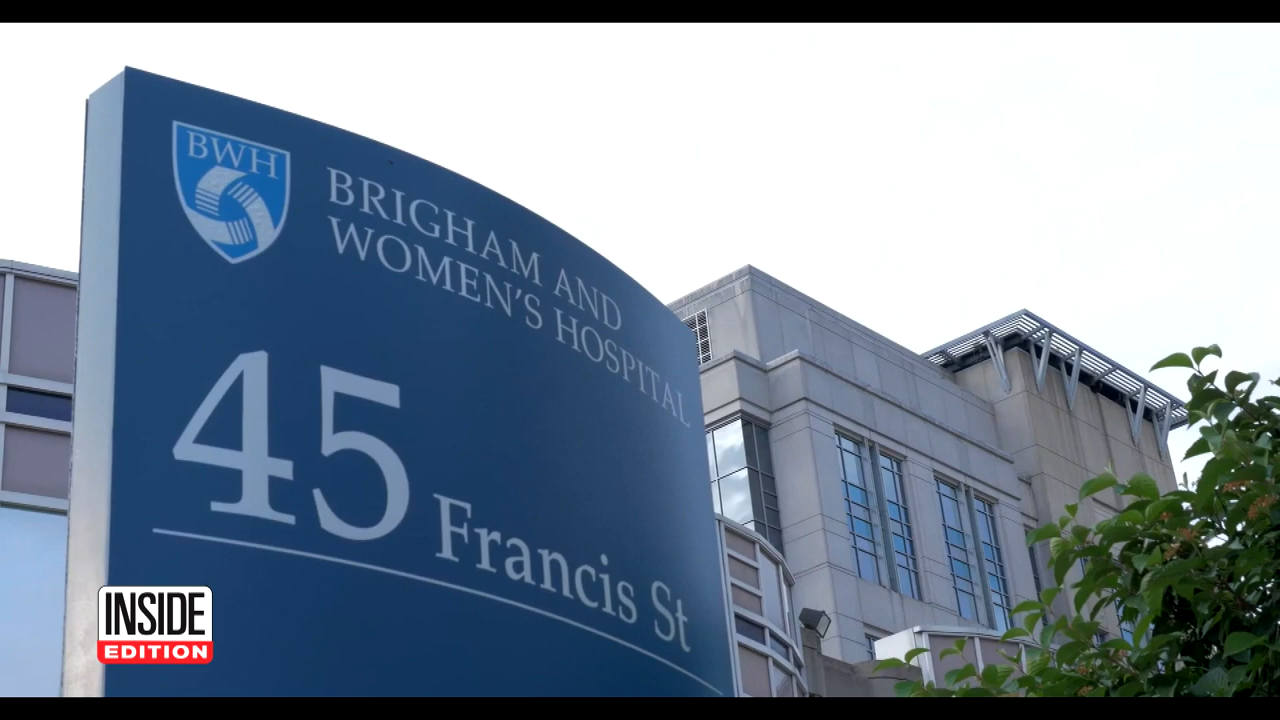 BWH
BRIGHAM AND
WOMEN'S HOSPITAL
45 Francis St
INSIDE
EDITION